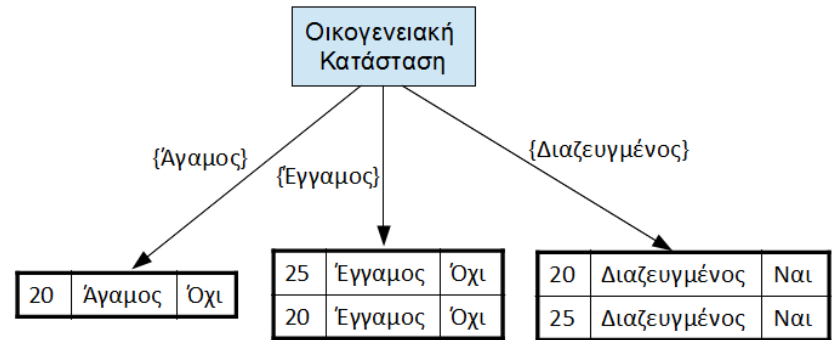 Οικογενειακή
Κατάσταση
{Άγαμος}
{Έγγαμος}
{Διαζευγμένος}
20 Άγαμος Όχι
25 Έγγαμος Όχι
20 Έγγαμος Όχι
20 Διαζευγμένος Ναι
25 Διαζευγμένος Ναι